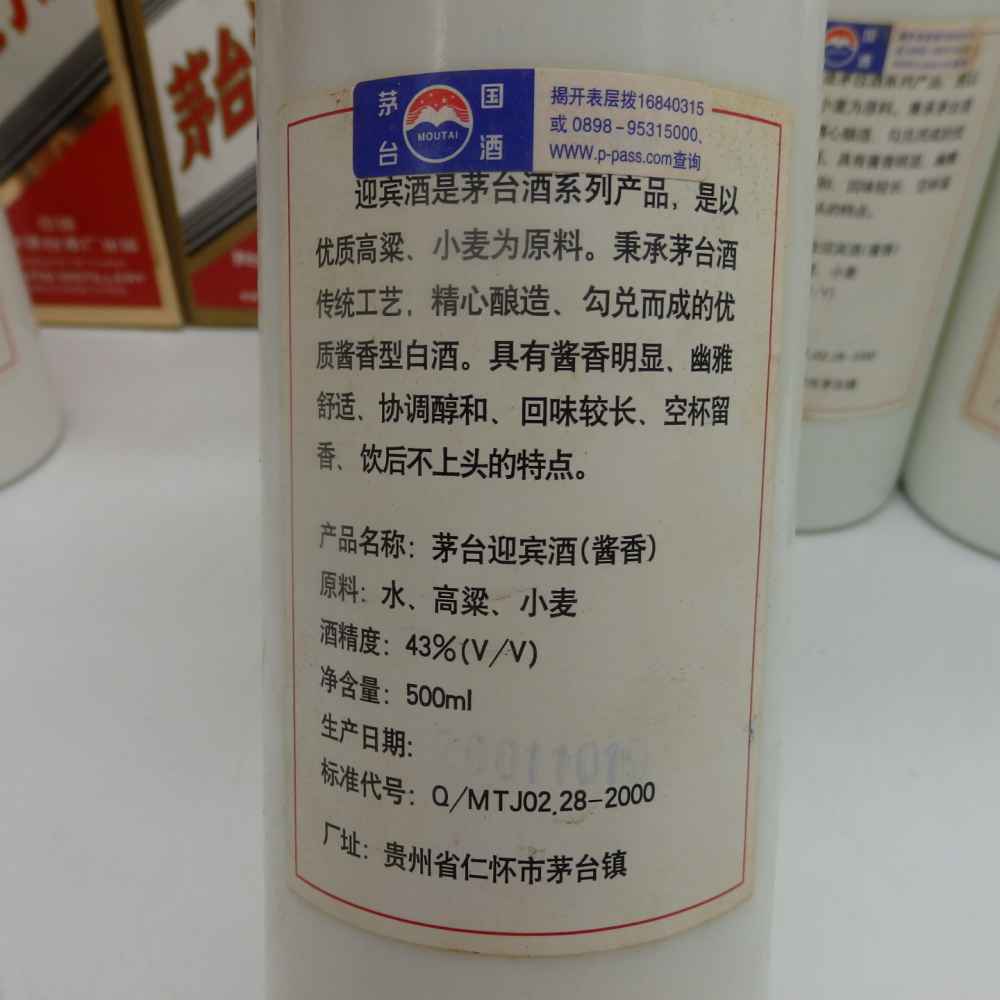 茅台
国酒
MOUTAI
揭开表层拨16840315
或 0898-95315000、
WWW.p-pass.com查询
迎宾酒是茅台酒系列产品，是以
优质高粱、小麦为原料。秉承茅台酒
传统工艺，精心酿造、勾兑而成的优
质酱香型白酒。具有酱香明显、幽雅
舒适、协调醇和、回味较长、空杯留
香、饮后不上头的特点。
产品名称：茅台迎宾酒(酱香)
原料：水、高粱、小麦
酒精度：43%(V/V)
净含量：500ml
生产日期：
标准代号：Q/MTJ02.28-2000
厂址：贵州省仁怀市茅台镇
茅台